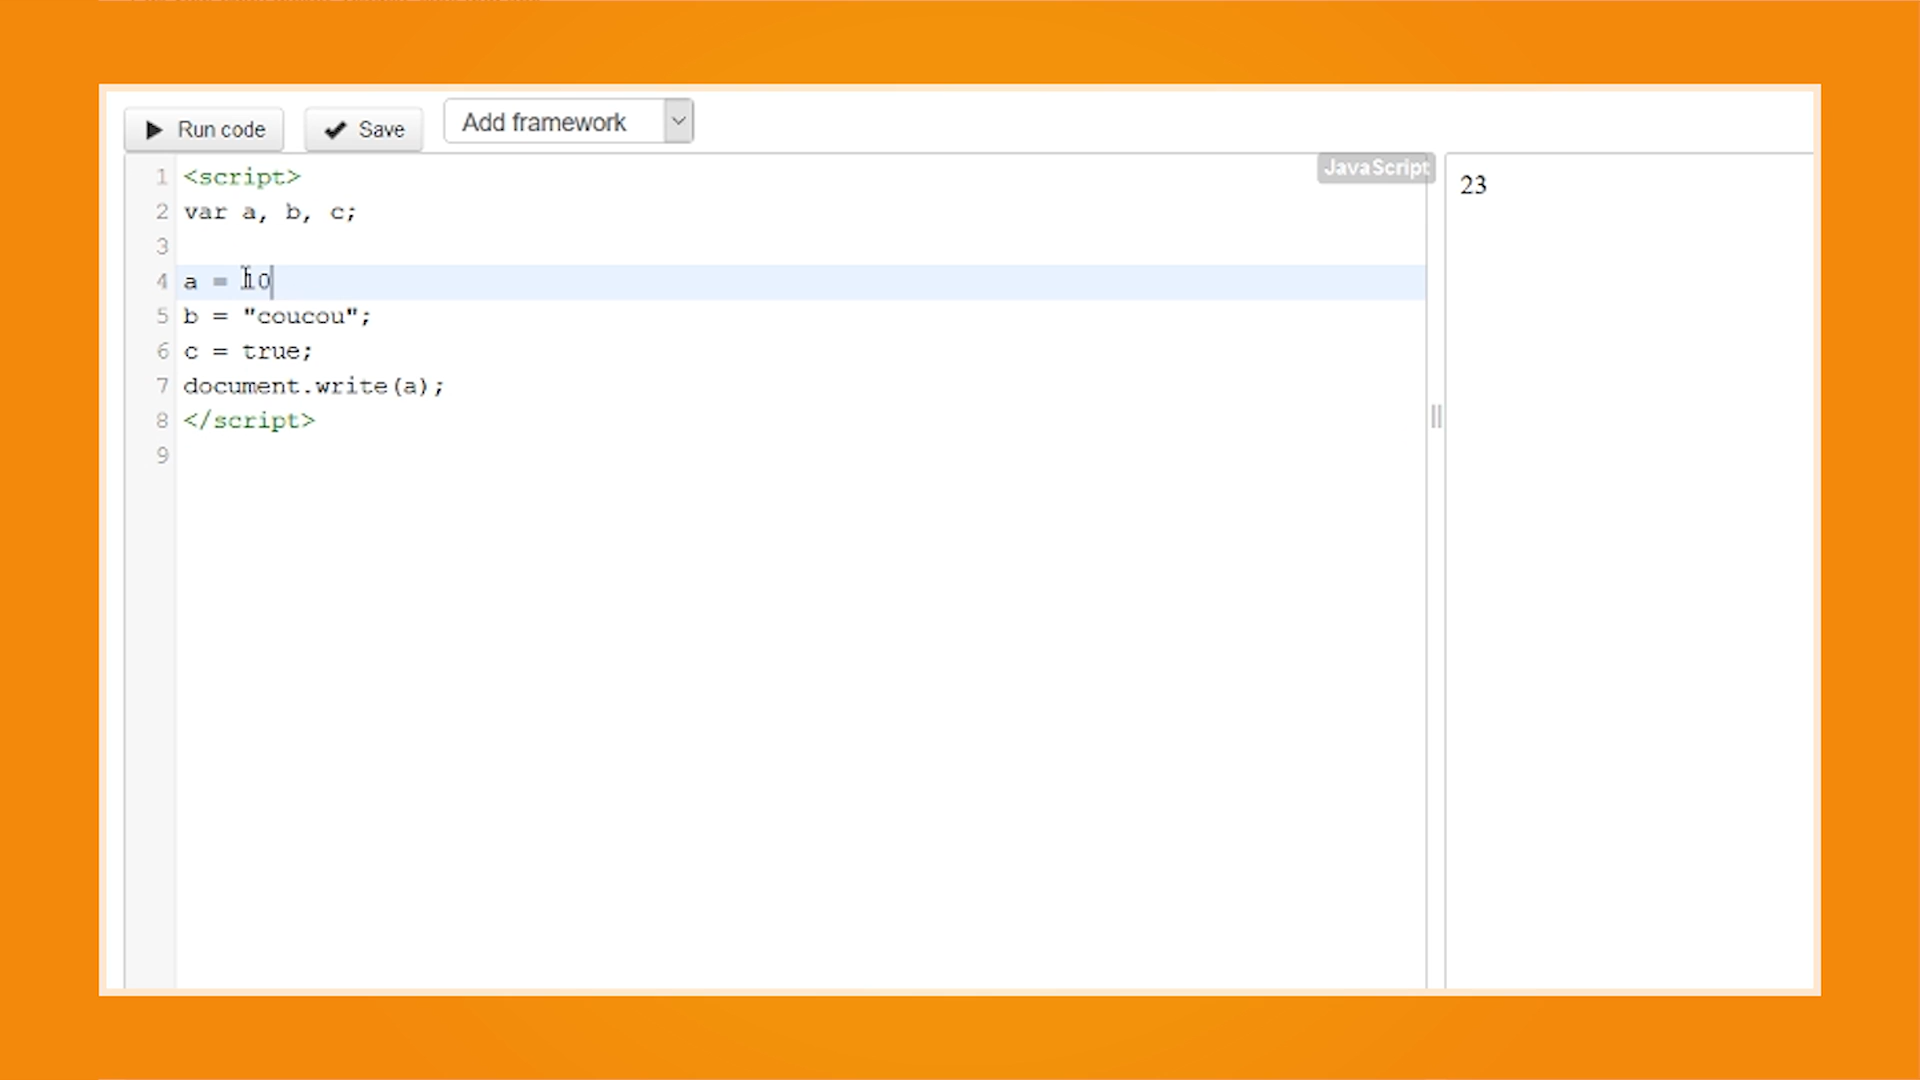 Run code
Save
Add framework
JavaScript
1 <script>
2 var a, b, c;
3
4 a = 10
5 b = "coucou";
6 c = true;
7 document.write(a);
8 </script>
9
23